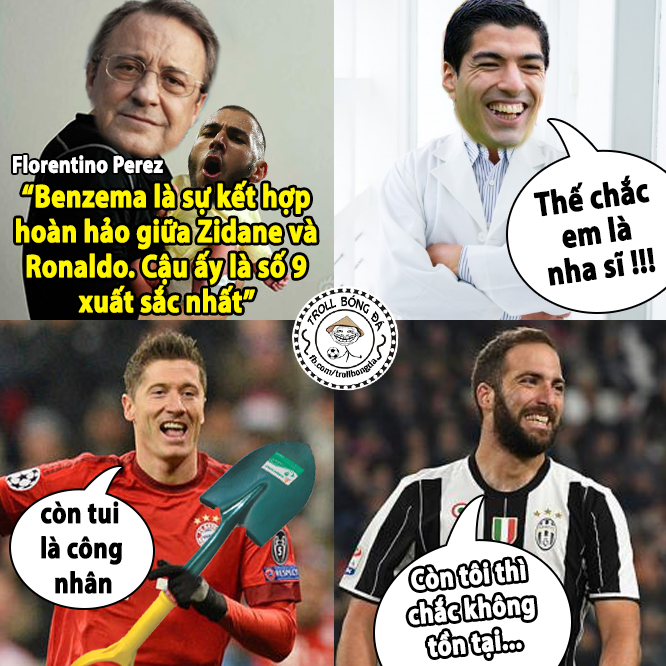 Florentino Perez
“Benzema là sự kết hợp
hoàn hảo giữa Zidane và
Ronaldo. Cậu ấy là số 9
xuất sắc nhất”
Thế chắc
em là
nha sĩ !!!
TROLL BÓNG ĐÁ
fb.com/trollbongda
còn tui
là công
nhân
RESPECT
Còn tôi thì
chắc không
tồn tại...